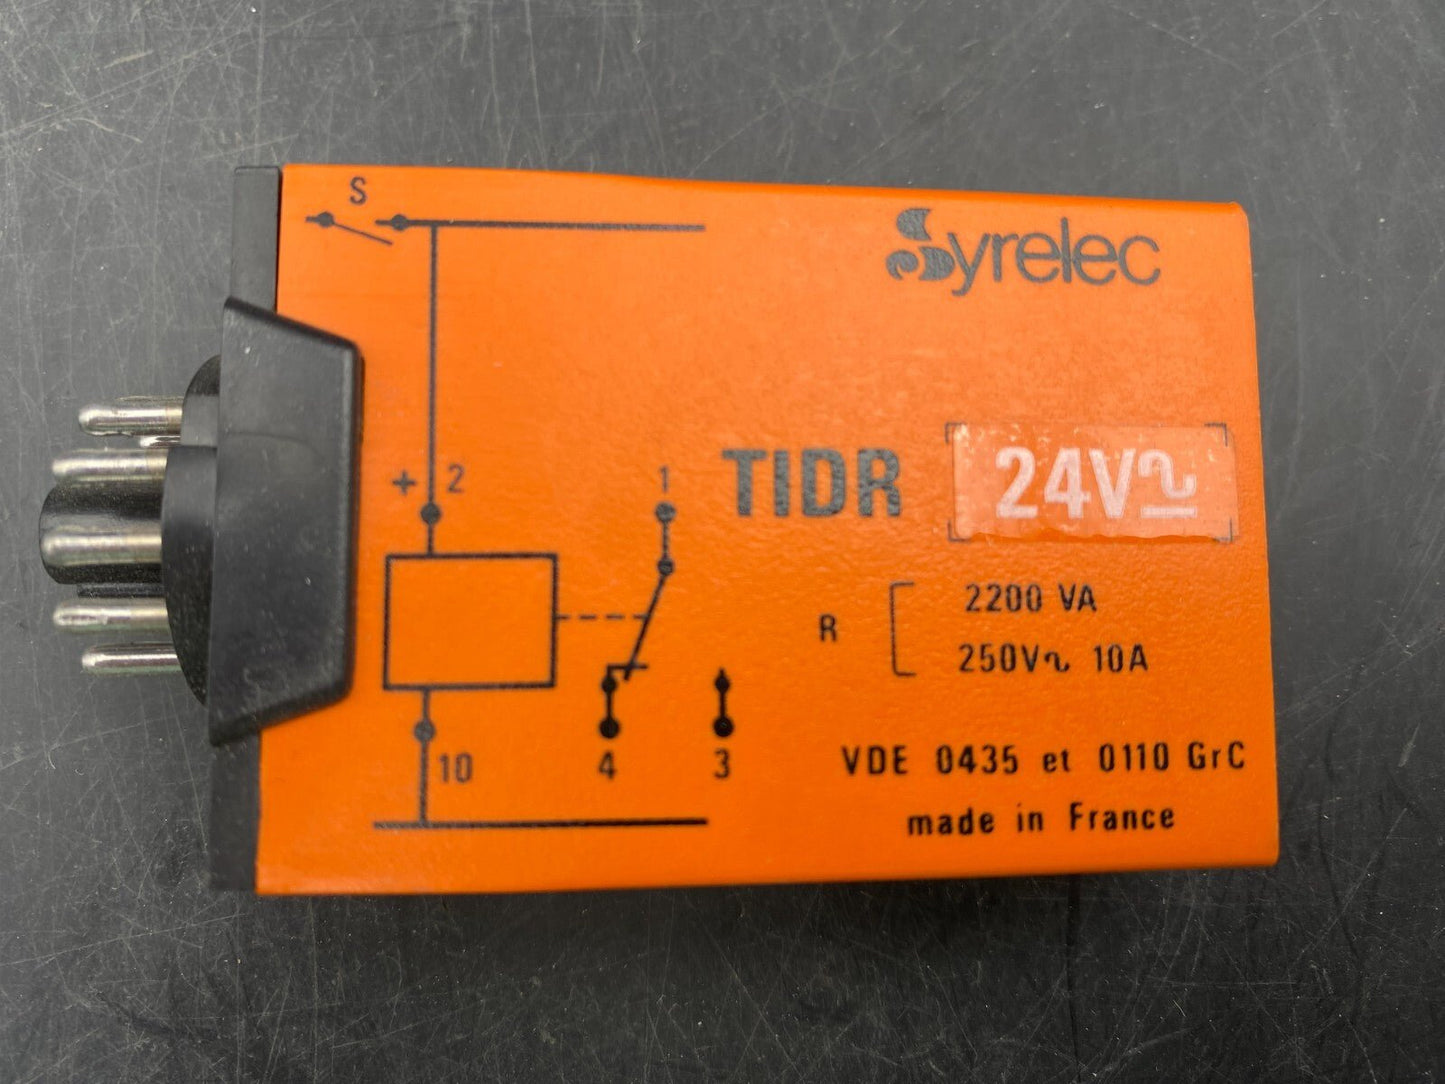 S
Syrelec
+ 2
1
TIDR 24V⎓∿
R
2200 VA
250V∿ 10A
10
4
3
VDE 0435 et 0110 GrC
made in France